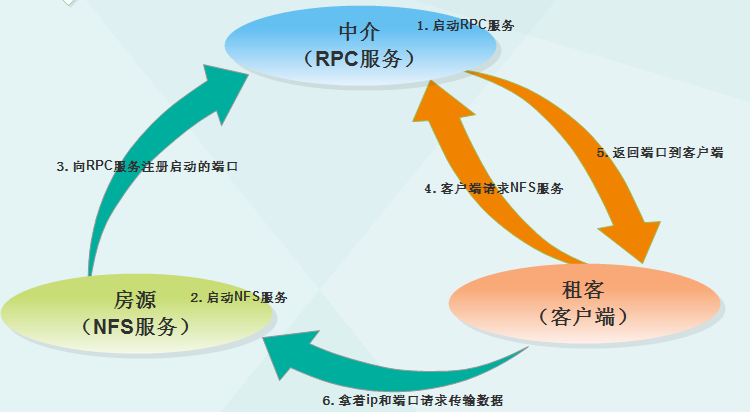 中介
（RPC服务）
1. 启动RPC服务
3. 向RPC服务注册启动的端口
5. 返回端口到客户端
4. 客户端请求NFS服务
房源
（NFS服务）
2. 启动NFS服务
租客
（客户端）
6. 拿着ip和端口请求传输数据